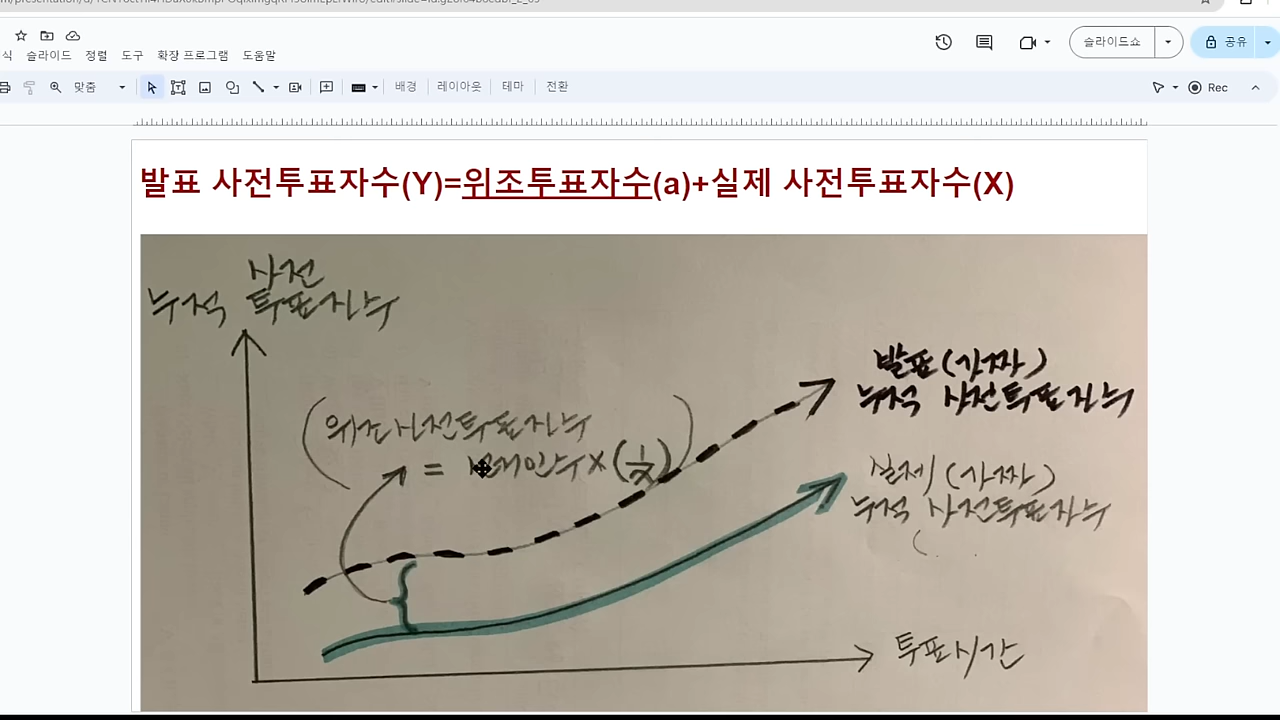 식 슬라이드 정렬 도구 확장 프로그램 도움말
슬라이드쇼
공유
맞춤
배경 레이아웃 테마 전환
Rec
발표 사전투표자수(Y)=위조투표자수(a)+실제 사전투표자수(X)
사전
누적 투표자수
발표(가짜)
누적 사전투표자수
(위조사전투표자수
= 인수×(1/x))
실제(가짜)
누적 사전투표자수
투표시간